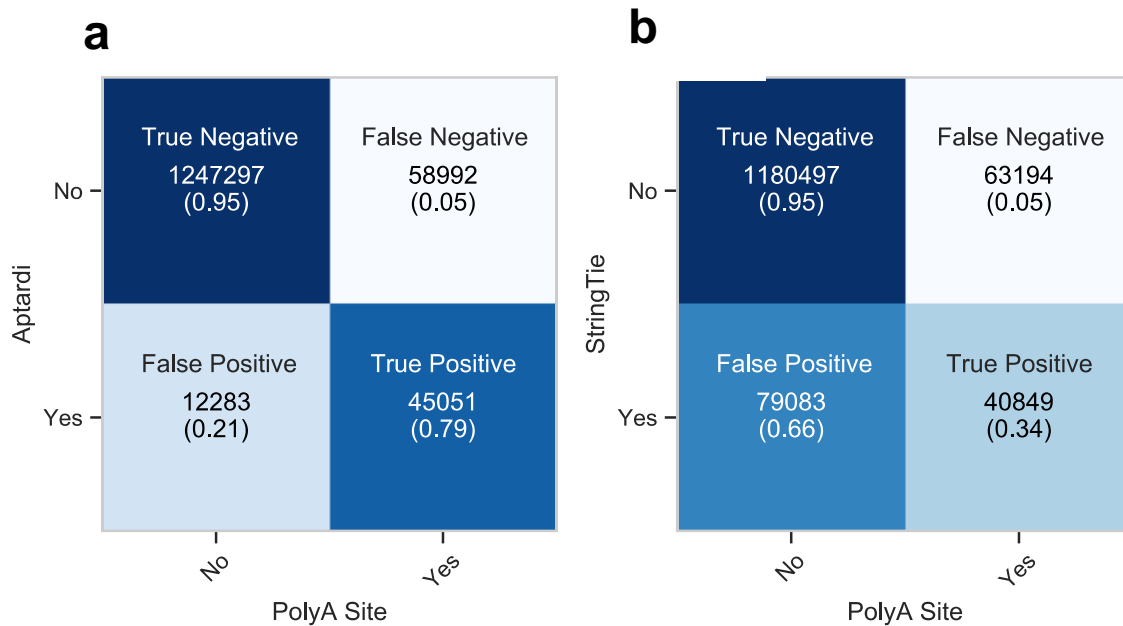 a
True Negative
1247297
(0.95)
False Negative
58992
(0.05)
False Positive
12283
(0.21)
True Positive
45051
(0.79)
No
Yes
Aptardi
No
Yes
PolyA Site
b
True Negative
1180497
(0.95)
False Negative
63194
(0.05)
False Positive
79083
(0.66)
True Positive
40849
(0.34)
No
Yes
StringTie
No
Yes
PolyA Site